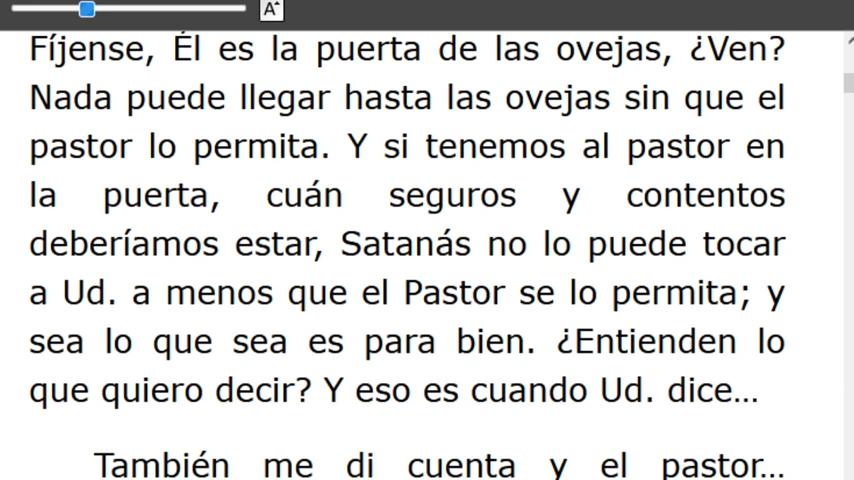 A
Fíjense, Él es la puerta de las ovejas, ¿Ven?
Nada puede llegar hasta las ovejas sin que el
pastor lo permita. Y si tenemos al pastor en
la puerta, cuán seguros y contentos
deberíamos estar, Satanás no lo puede tocar
a Ud. a menos que el Pastor se lo permita; y
sea lo que sea es para bien. ¿Entienden lo
que quiero decir? Y eso es cuando Ud. dice...
También me di cuenta y el pastor...